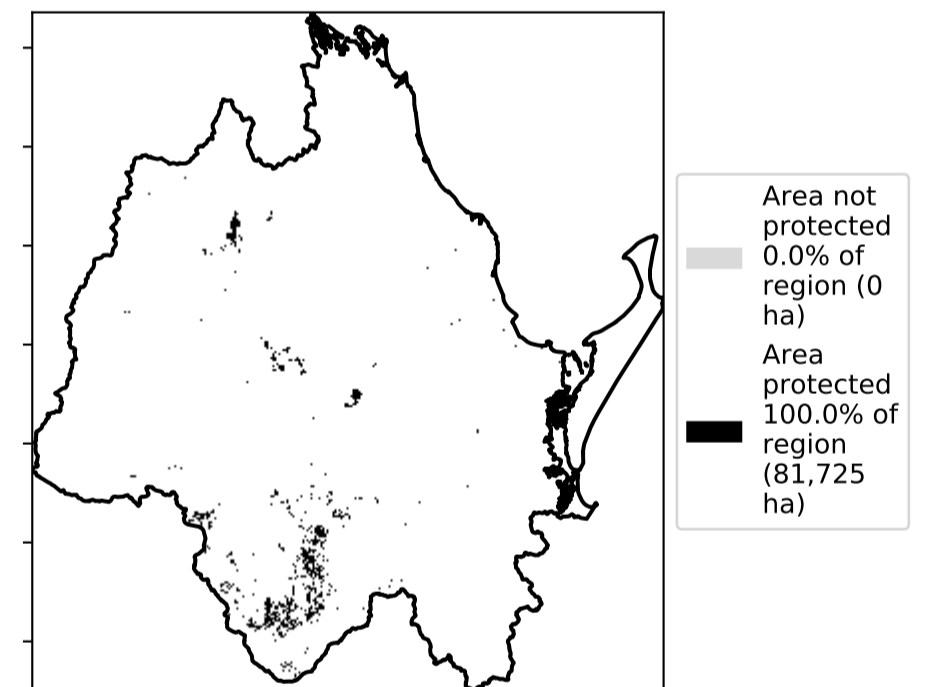 Area not
protected
0.0% of
region (0
ha)
Area
protected
100.0% of
region
(81,725
ha)